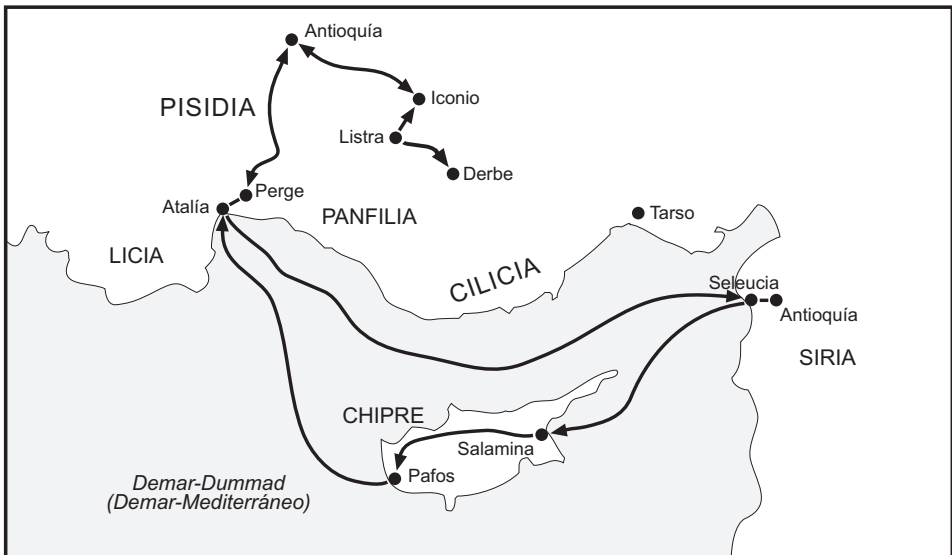 Antioquía
PISIDIA
Iconio
Listra
Derbe
Perge
Atalía
PANFILIA
Tarso
LICIA
CILICIA
Seleucia
Antioquía
SIRIA
CHIPRE
Salamina
Pafos
Demar-Dummad
(Demar-Mediterráneo)